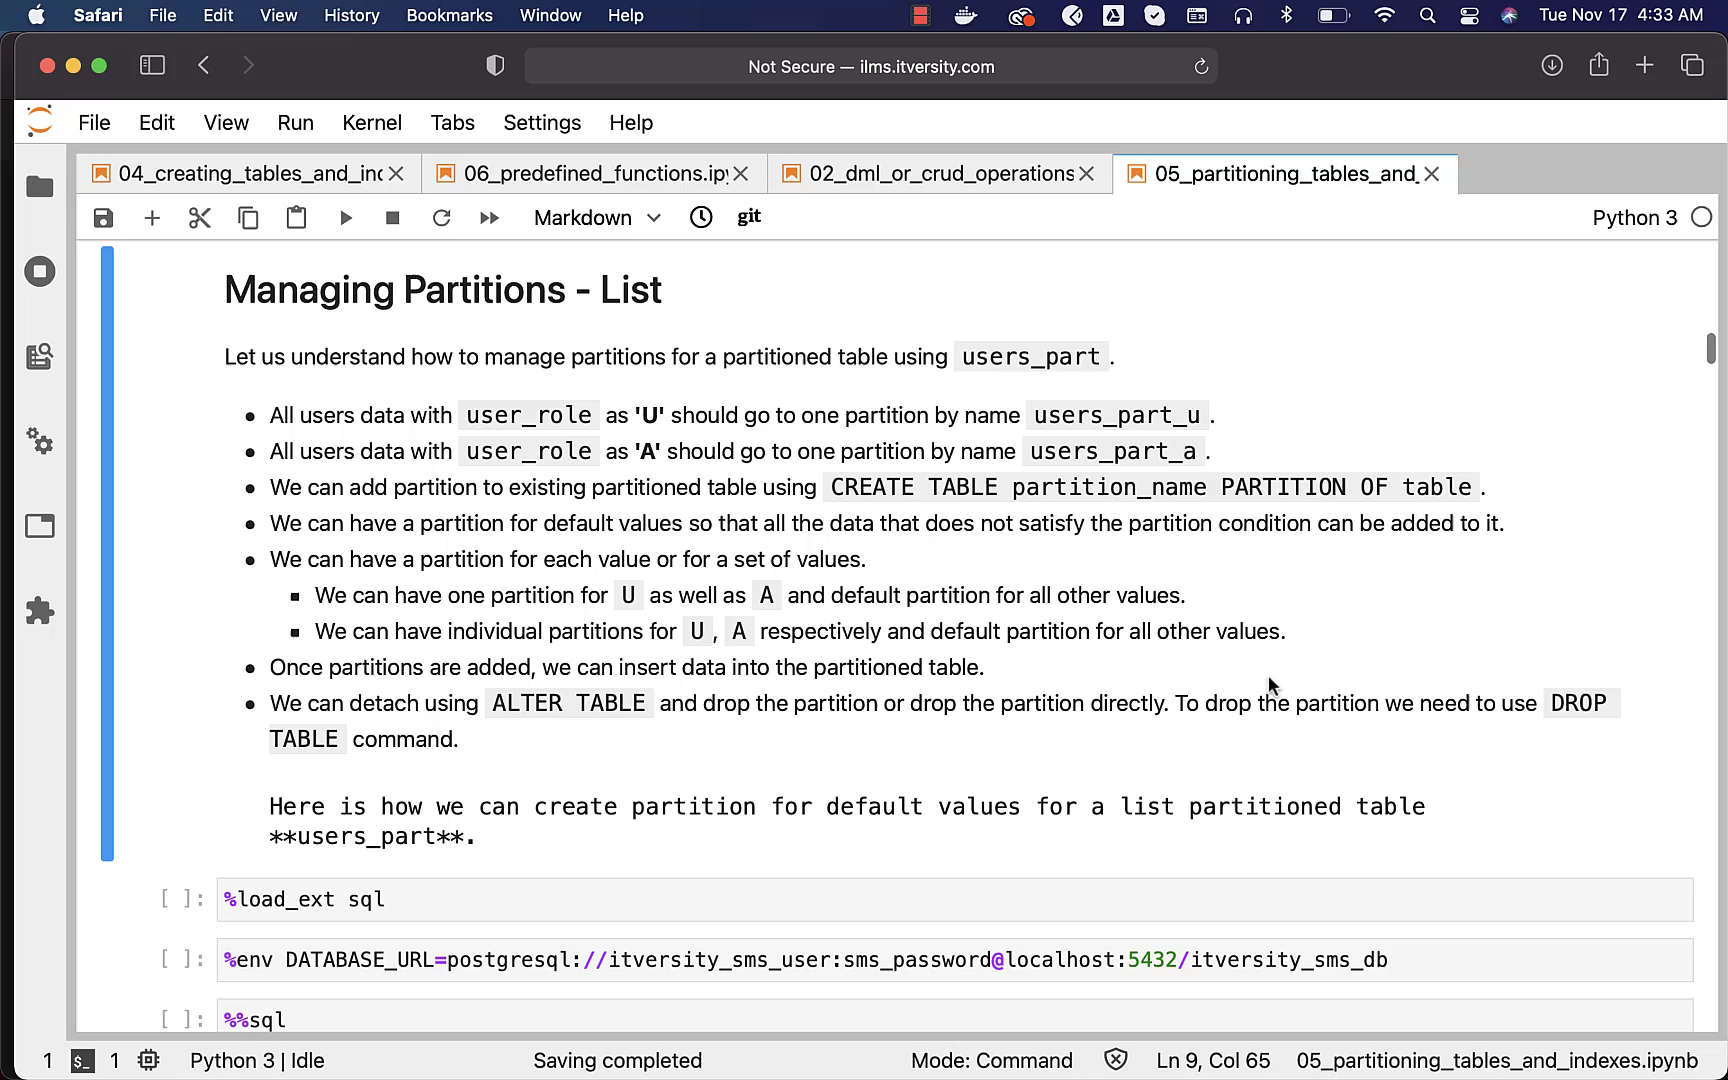 Safari File Edit View History Bookmarks Window Help Tue Nov 17 4:33 AM
Not Secure — ilms.itversity.com
File Edit View Run Kernel Tabs Settings Help
04_creating_tables_and_inc 06_predefined_functions.ipy 02_dml_or_crud_operations 05_partitioning_tables_and_
Markdown git Python 3
Managing Partitions - List
Let us understand how to manage partitions for a partitioned table using users_part .
• All users data with user_role as 'U' should go to one partition by name users_part_u .
• All users data with user_role as 'A' should go to one partition by name users_part_a .
• We can add partition to existing partitioned table using CREATE TABLE partition_name PARTITION OF table .
• We can have a partition for default values so that all the data that does not satisfy the partition condition can be added to it.
• We can have a partition for each value or for a set of values.
▪ We can have one partition for U as well as A and default partition for all other values.
▪ We can have individual partitions for U , A respectively and default partition for all other values.
• Once partitions are added, we can insert data into the partitioned table.
• We can detach using ALTER TABLE and drop the partition or drop the partition directly. To drop the partition we need to use DROP
TABLE command.
Here is how we can create partition for default values for a list partitioned table
**users_part**.
[ ]: %load_ext sql
[ ]: %env DATABASE_URL=postgresql://itversity_sms_user:sms_password@localhost:5432/itversity_sms_db
[ ]: %%sql
1 $_ 1 Python 3 | Idle Saving completed Mode: Command Ln 9, Col 65 05_partitioning_tables_and_indexes.ipynb